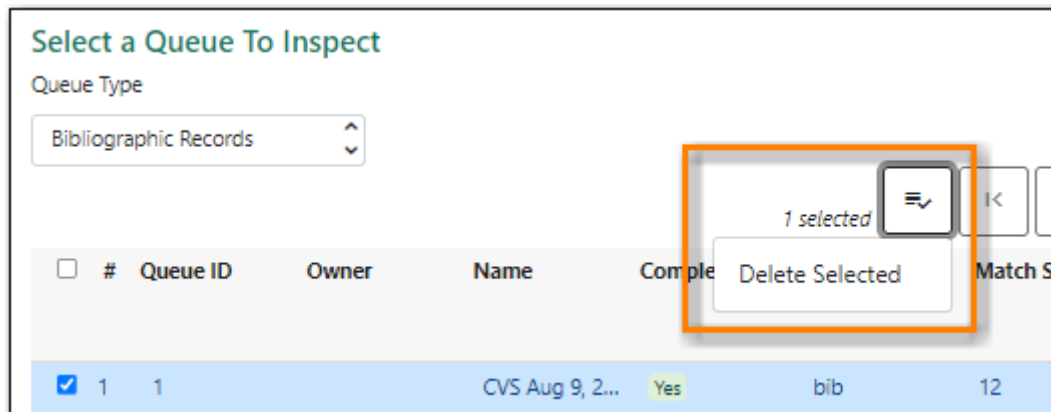 Select a Queue To Inspect
Queue Type
Bibliographic Records
1 selected
Delete Selected
# Queue ID Owner Name Comple Match S
1 1 CVS Aug 9, 2... Yes bib 12